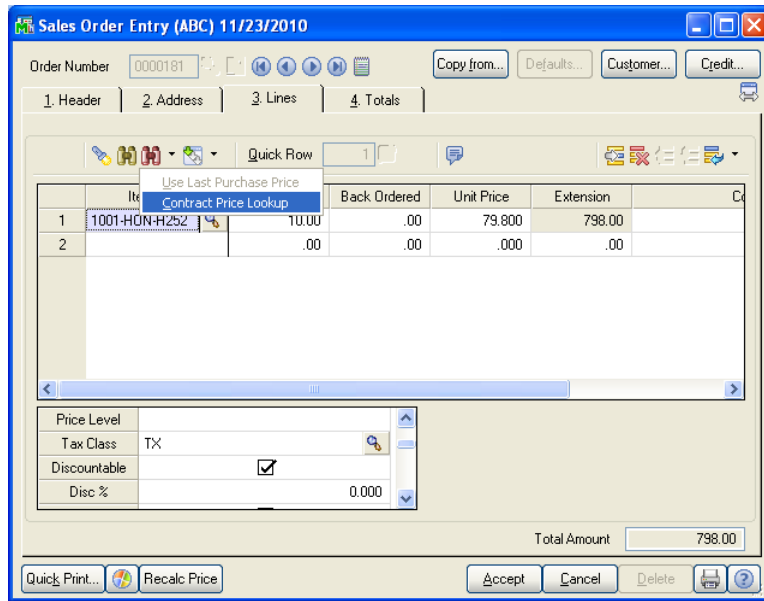 Sales Order Entry (ABC) 11/23/2010
Order Number 0000181 Copy from... Defaults... Customer... Credit...
1. Header 2. Address 3. Lines 4. Totals
Quick Row 1
Use Last Purchase Price
Contract Price Lookup
Ite Back Ordered Unit Price Extension Co
1 1001-HON-H252 10.00 .00 79.800 798.00
2 .00 .00 .000 .00
Price Level
Tax Class TX
Discountable
Disc % 0.000
Total Amount 798.00
Quick Print... Recalc Price Accept Cancel Delete